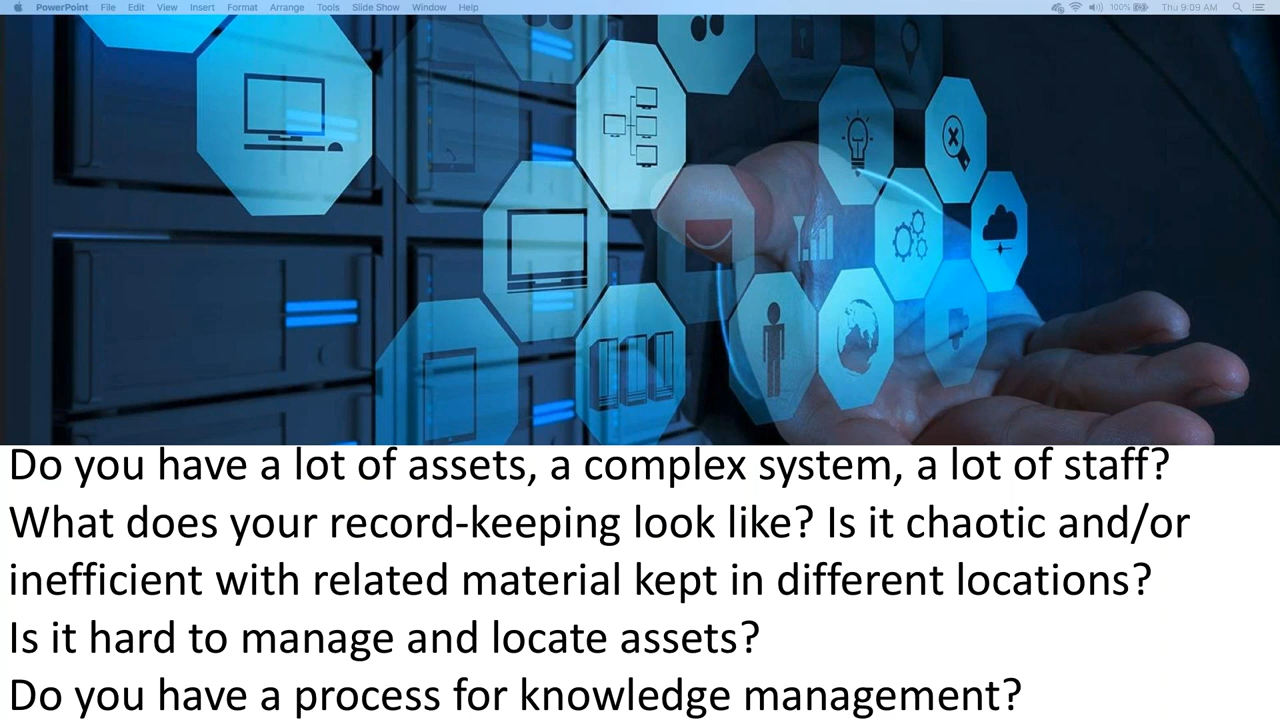 PowerPoint File Edit View Insert Format Arrange Tools Slide Show Window Help 100% Thu 9:09 AM
Do you have a lot of assets, a complex system, a lot of staff?
What does your record-keeping look like? Is it chaotic and/or
inefficient with related material kept in different locations?
Is it hard to manage and locate assets?
Do you have a process for knowledge management?